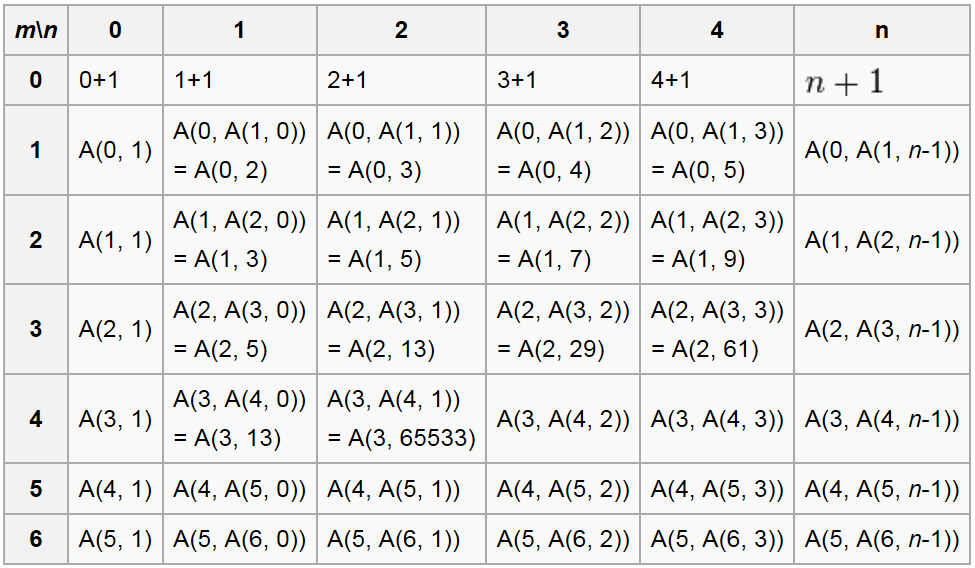 m\n 0 1 2 3 4 n
0 0+1 1+1 2+1 3+1 4+1 n + 1
1 A(0, 1) A(0, A(1, 0)) A(0, A(1, 1)) A(0, A(1, 2)) A(0, A(1, 3)) A(0, A(1, n-1))
= A(0, 2) = A(0, 3) = A(0, 4) = A(0, 5)
2 A(1, 1) A(1, A(2, 0)) A(1, A(2, 1)) A(1, A(2, 2)) A(1, A(2, 3)) A(1, A(2, n-1))
= A(1, 3) = A(1, 5) = A(1, 7) = A(1, 9)
3 A(2, 1) A(2, A(3, 0)) A(2, A(3, 1)) A(2, A(3, 2)) A(2, A(3, 3)) A(2, A(3, n-1))
= A(2, 5) = A(2, 13) = A(2, 29) = A(2, 61)
4 A(3, 1) A(3, A(4, 0)) A(3, A(4, 1)) A(3, A(4, 2)) A(3, A(4, 3)) A(3, A(4, n-1))
= A(3, 13) = A(3, 65533)
5 A(4, 1) A(4, A(5, 0)) A(4, A(5, 1)) A(4, A(5, 2)) A(4, A(5, 3)) A(4, A(5, n-1))
6 A(5, 1) A(5, A(6, 0)) A(5, A(6, 1)) A(5, A(6, 2)) A(5, A(6, 3)) A(5, A(6, n-1))